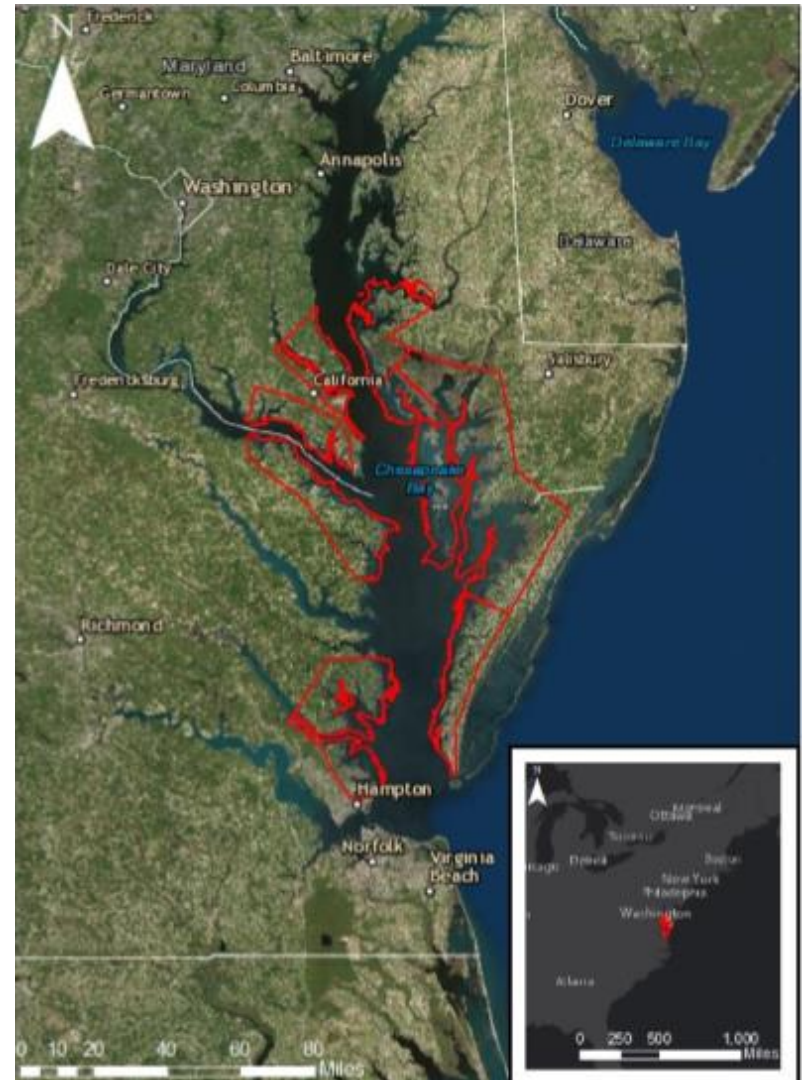 Frederick
N
Baltimore
Maryland
Columbia
Germantown
Dover
Delaware Bay
Annapolis
Washington
Delaware
Dale City
Salisbury
Fredericksburg
California
Chesapeake
Bay
Richmond
Hampton
Norfolk
Virginia
Beach
0 10 20 40 60 80
Miles
N
Montreal
Ottawa
Toronto
Boston
Detroit
New York
Philadelphia
Washington
Atlanta
0 250 500 1,000
Miles